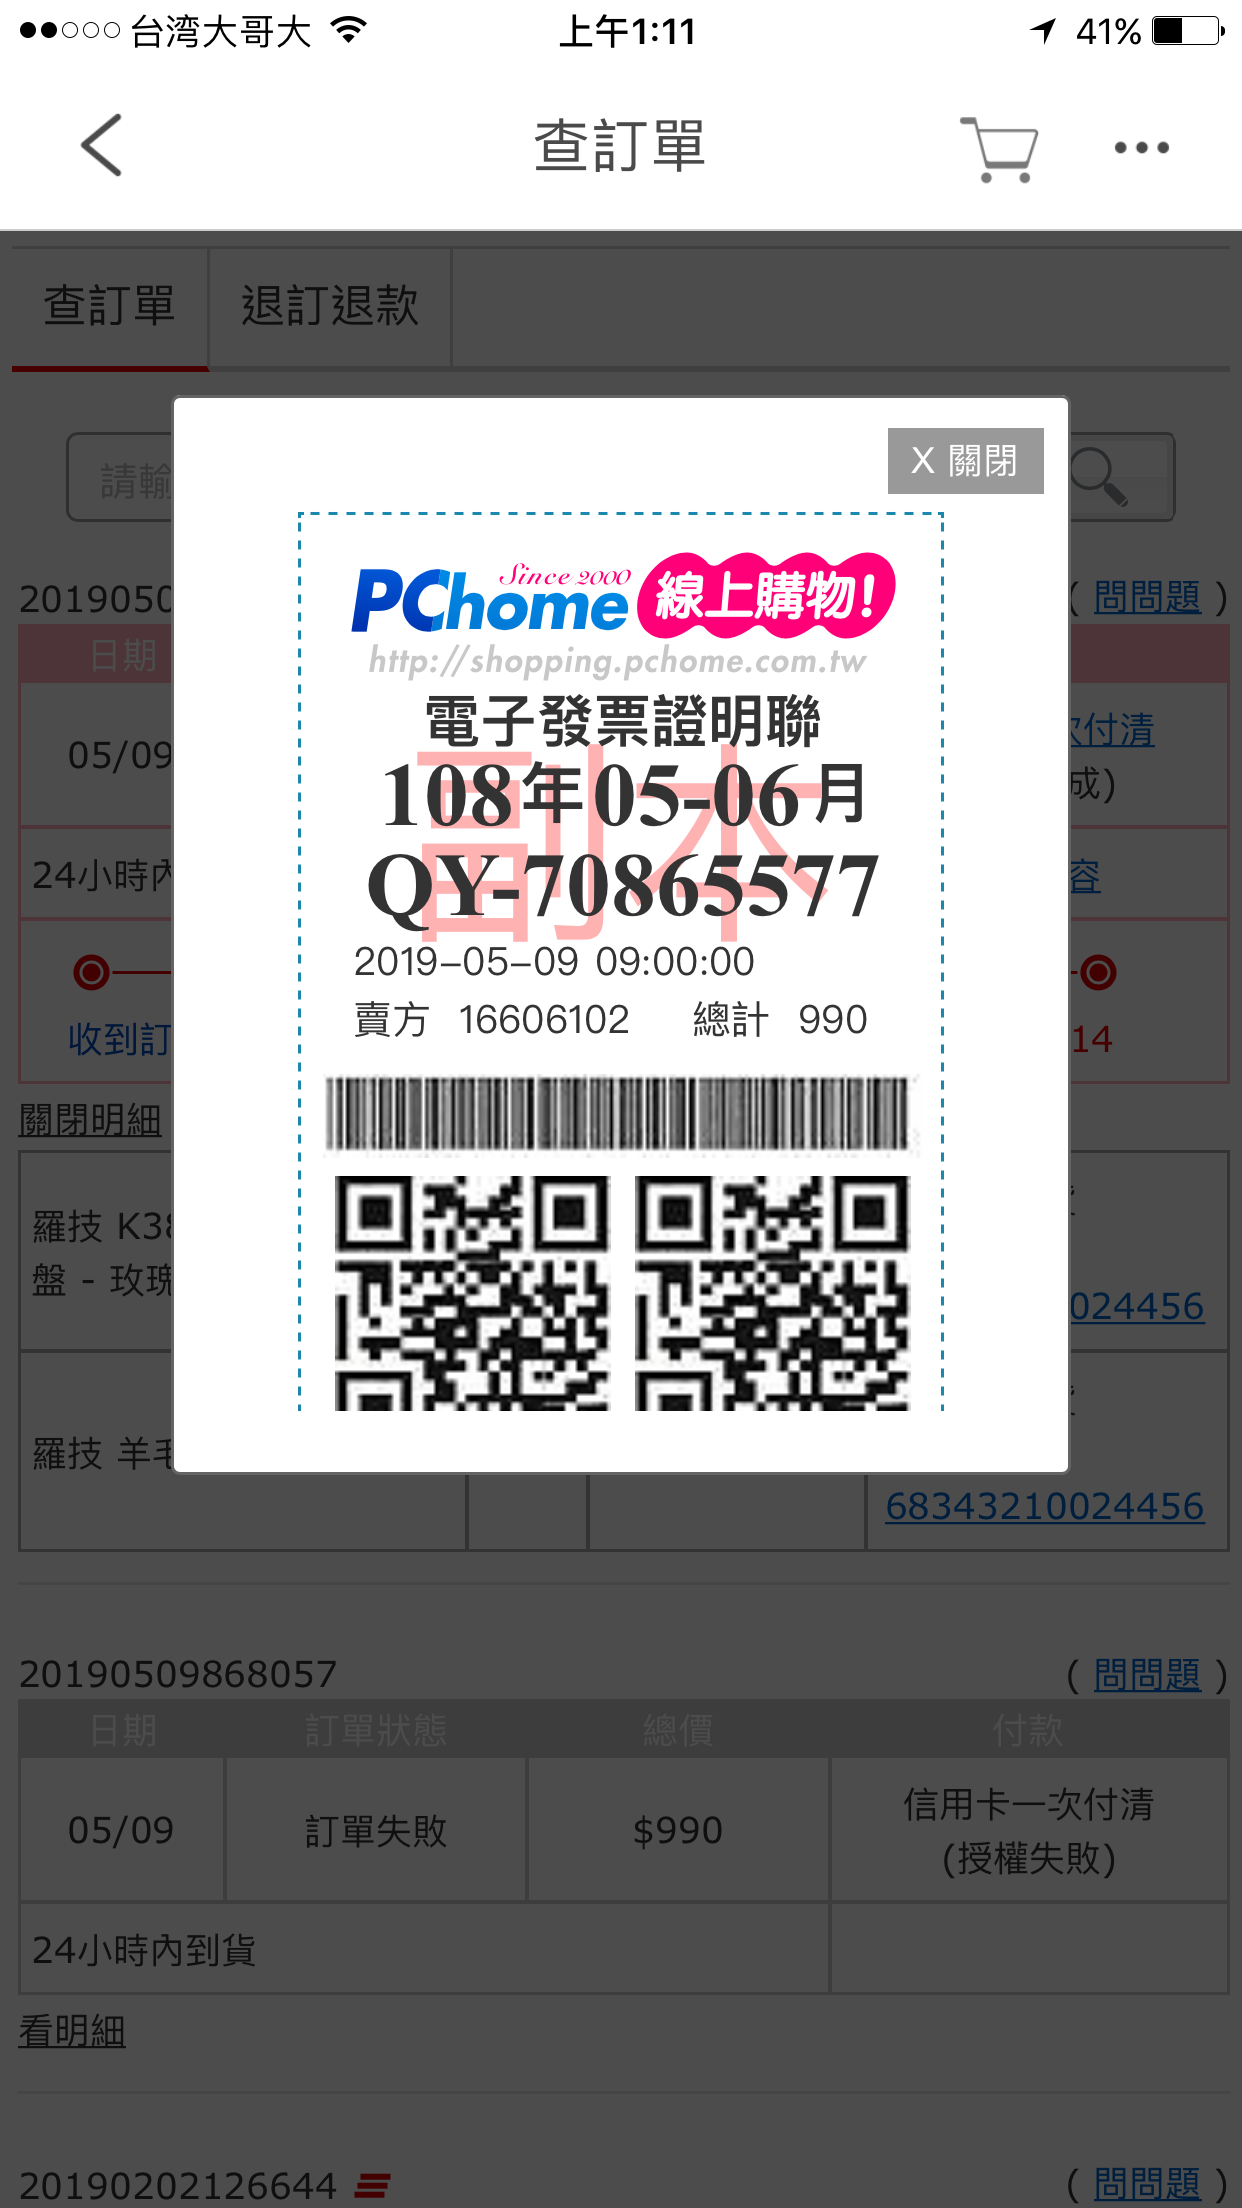 台湾大哥大 上午1:11 41%
查訂單
查訂單 退訂退款
請輸
X 關閉
2019050
( 問問題 )
日期
05/09
次付清
成)
24小時內
容
收到訂
14
關閉明細
羅技 K38
盤 - 玫瑰
024456
羅技 羊毛
68343210024456
Since 2000
PChome 線上購物!
http://shopping.pchome.com.tw
電子發票證明聯
副本
108年05-06月
QY-70865577
2019-05-09 09:00:00
賣方 16606102 總計 990
20190509868057 ( 問問題 )
日期 訂單狀態 總價 付款
05/09 訂單失敗 $990 信用卡一次付清
(授權失敗)
24小時內到貨
看明細
20190202126644 ( 問問題 )